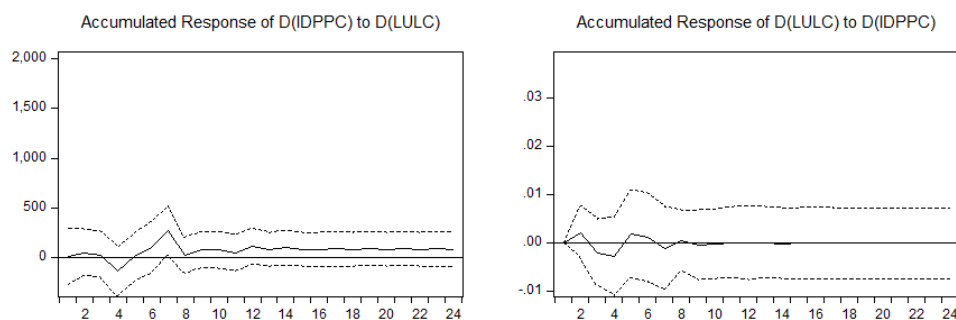 Accumulated Response of D(IDPPC) to D(LULC)
2,000
1,500
1,000
500
0
2 4 6 8 10 12 14 16 18 20 22 24
Accumulated Response of D(LULC) to D(IDPPC)
.03
.02
.01
.00
-.01
2 4 6 8 10 12 14 16 18 20 22 24